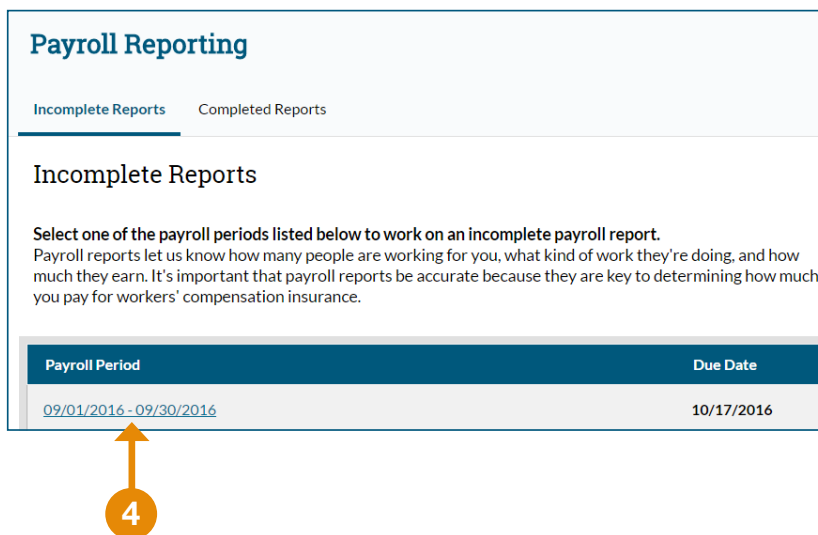 Payroll Reporting
Incomplete Reports Completed Reports
Incomplete Reports
Select one of the payroll periods listed below to work on an incomplete payroll report.
Payroll reports let us know how many people are working for you, what kind of work they're doing, and how
much they earn. It's important that payroll reports be accurate because they are key to determining how much
you pay for workers' compensation insurance.
Payroll Period Due Date
09/01/2016 - 09/30/2016 10/17/2016
4